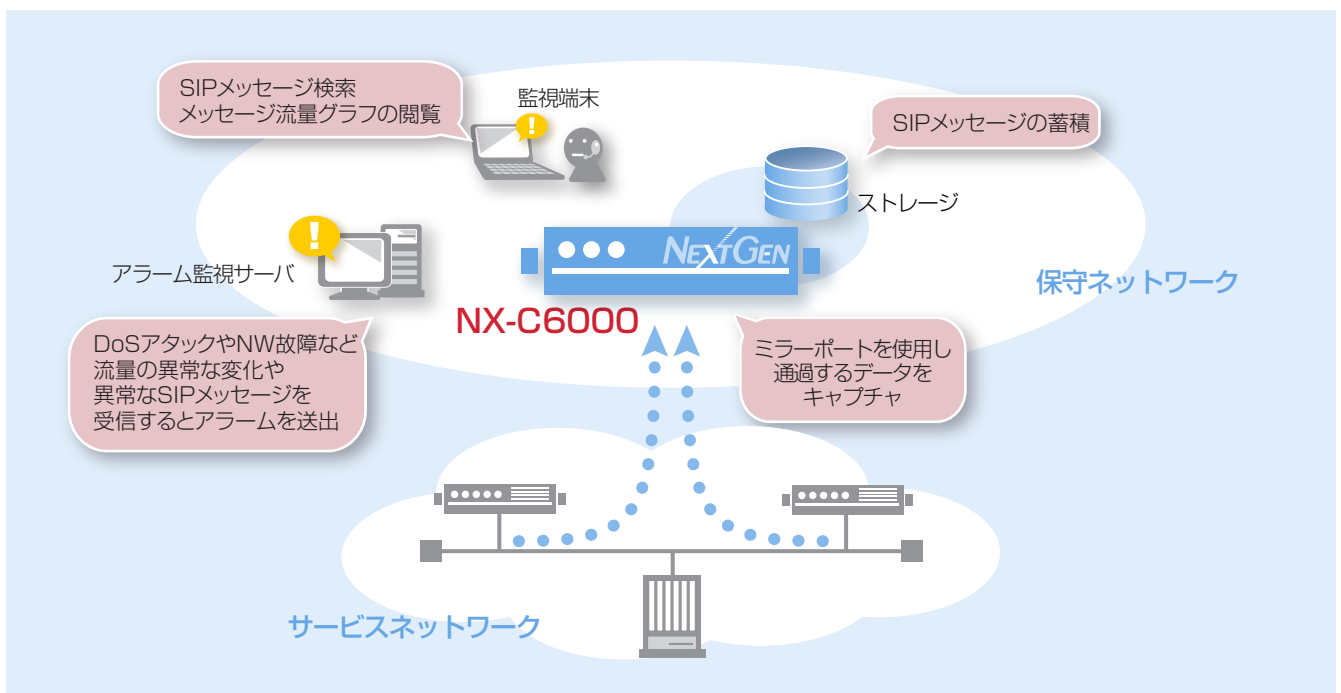 SIPメッセージ検索
メッセージ流量グラフの閲覧
監視端末
SIPメッセージの蓄積
ストレージ
NEXTGEN
アラーム監視サーバ
保守ネットワーク
NX-C6000
DoSアタックやNW故障など
流量の異常な変化や
異常なSIPメッセージを
受信するとアラームを送出
ミラーポートを使用し
通過するデータを
キャプチャ
サービスネットワーク